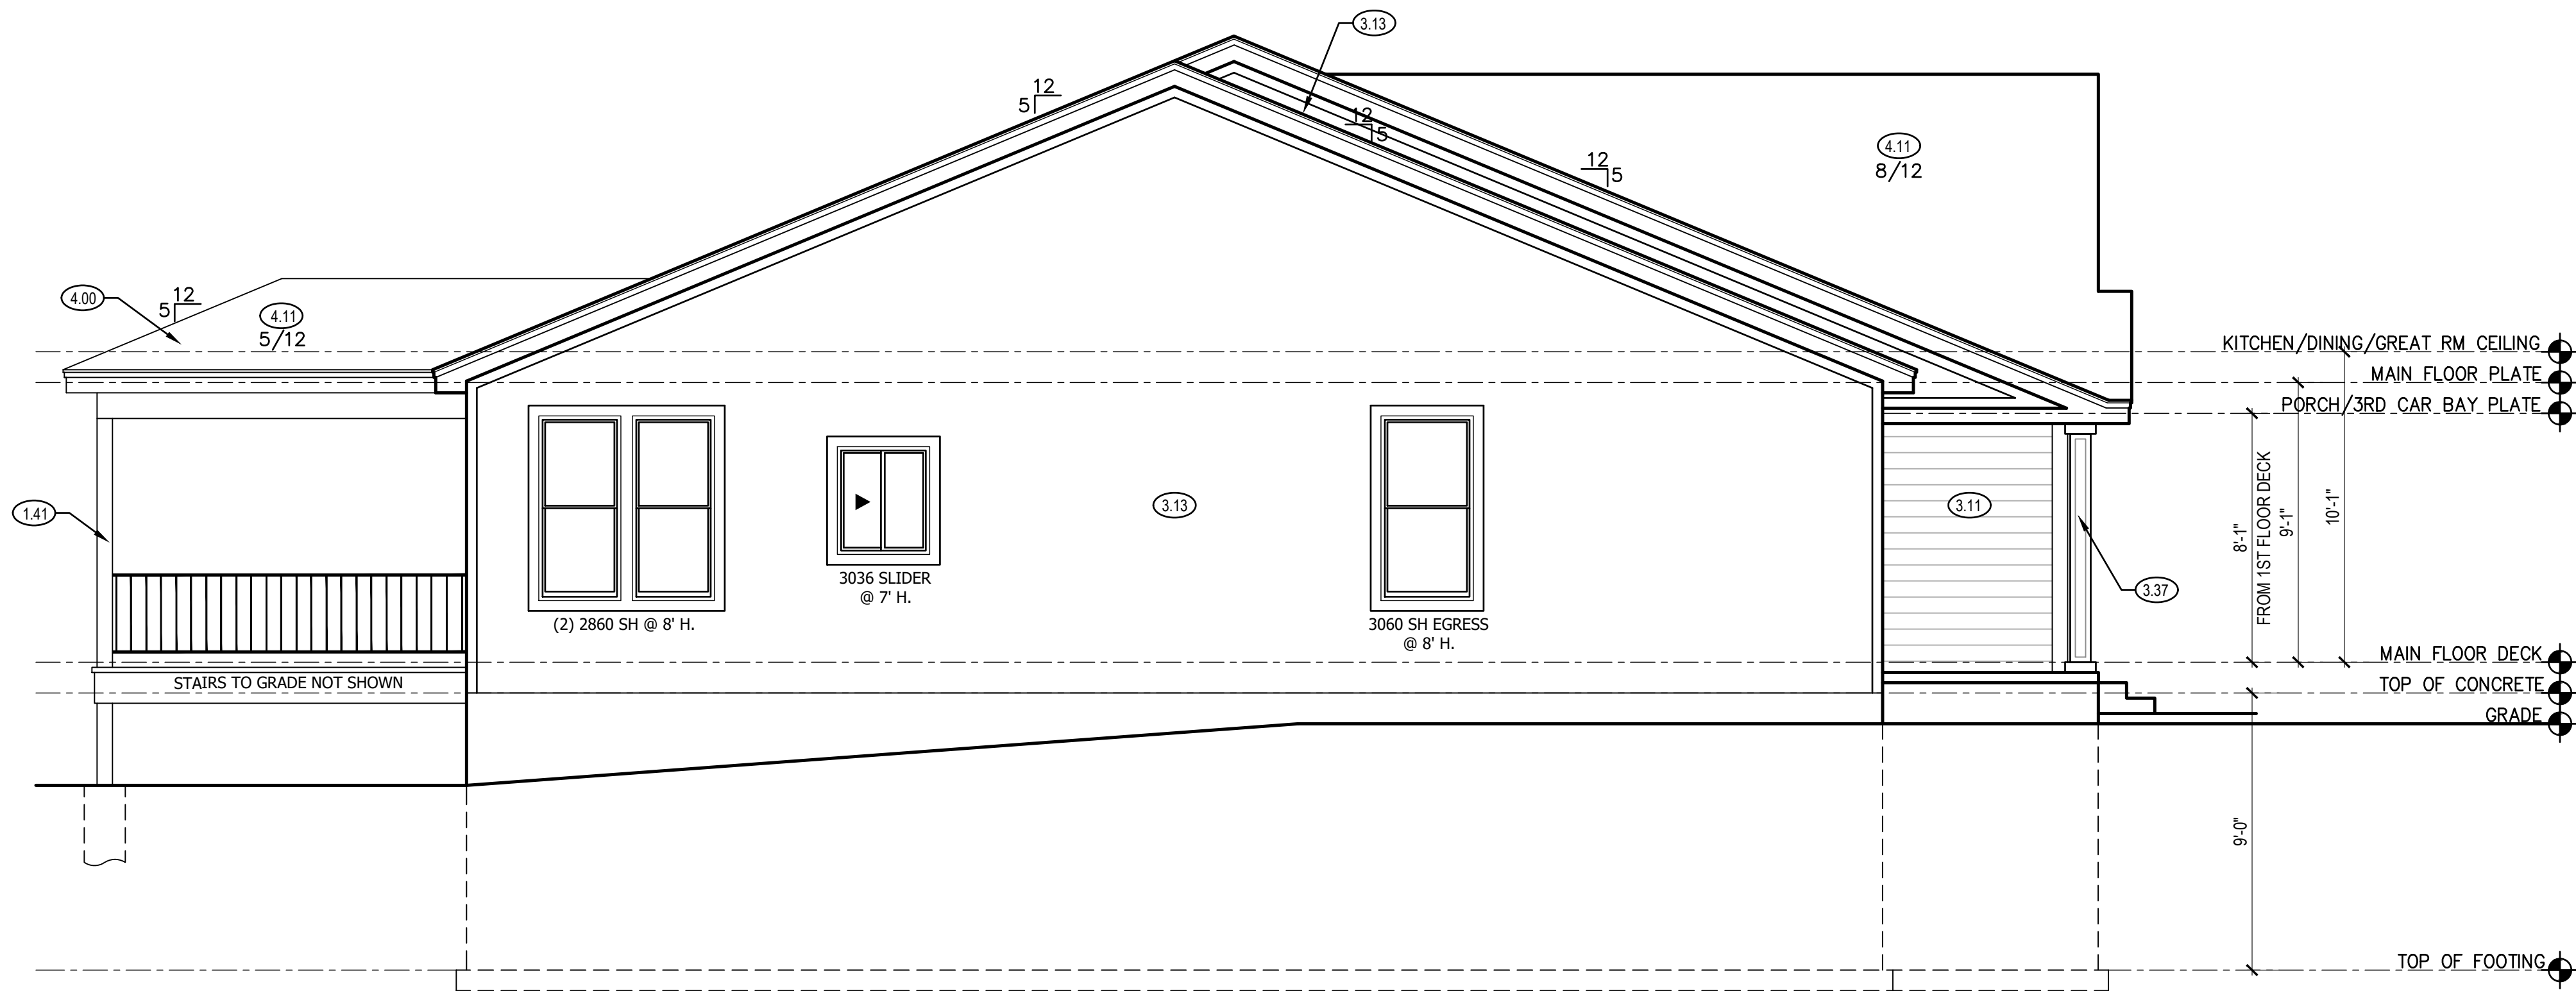 3.13
12
5
12
5
12
5
4.11
8/12
4.00
12
5
4.11
5/12
KITCHEN/DINING/GREAT RM CEILING
MAIN FLOOR PLATE
PORCH/3RD CAR BAY PLATE
1.41
3.13
3.11
3.37
3036 SLIDER
@ 7' H.
(2) 2860 SH @ 8' H.
3060 SH EGRESS
@ 8' H.
8'-1"
FROM 1ST FLOOR DECK
9'-1"
10'-1"
MAIN FLOOR DECK
STAIRS TO GRADE NOT SHOWN
TOP OF CONCRETE
GRADE
9'-0"
TOP OF FOOTING